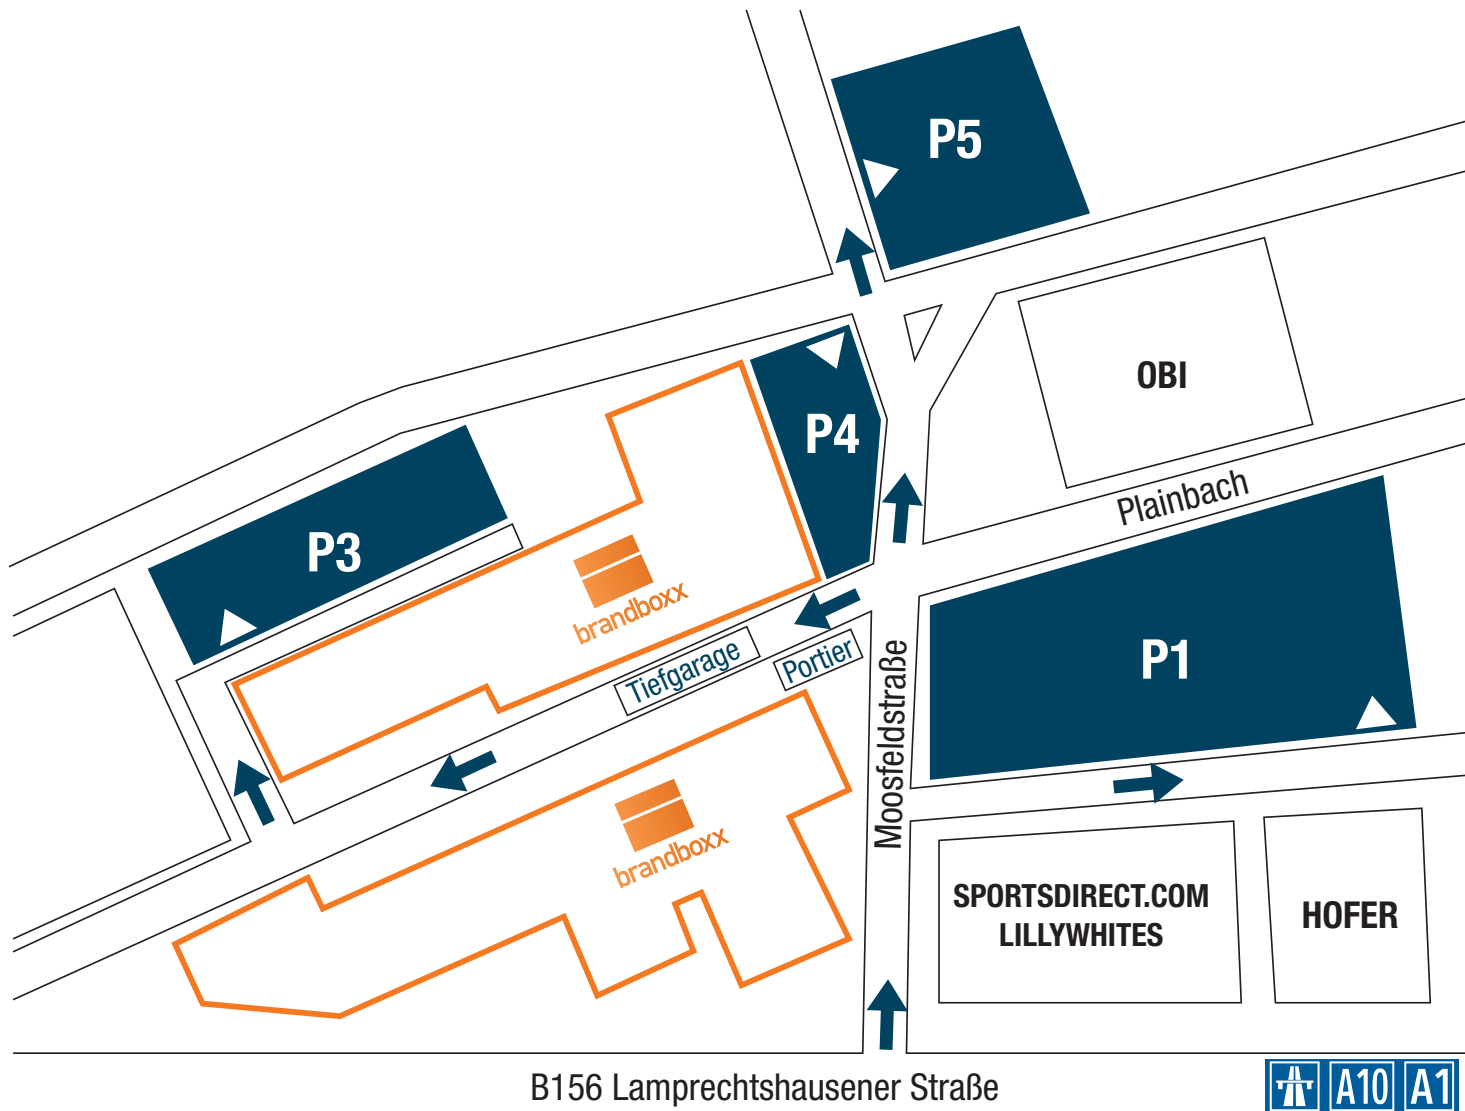 P5
OBI
P4
Plainbach
P3
brandboxx
P1
Tiefgarage
Portier
Moosfeldstraße
brandboxx
SPORTSDIRECT.COM
LILLYWHITES
HOFER
B156 Lamprechtshausener Straße
A10 A1